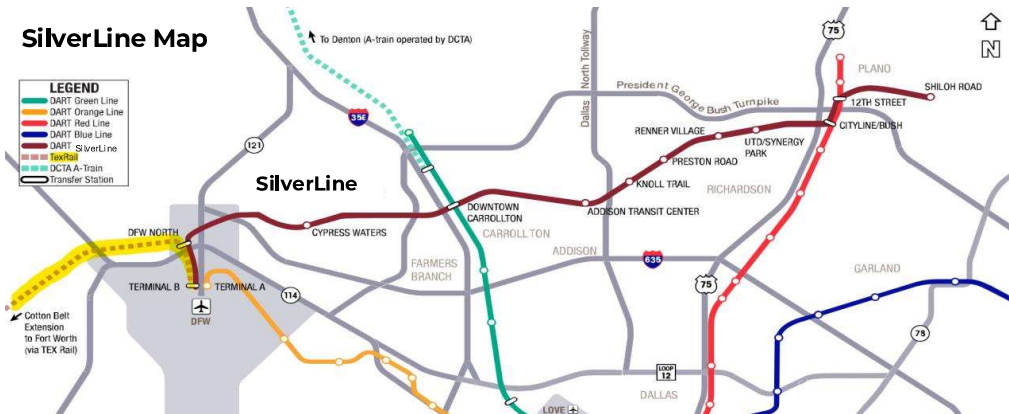 SilverLine Map
To Denton (A-train operated by DCTA)
LEGEND
DART Green Line
DART Orange Line
DART Red Line
DART Blue Line
DART SilverLine
TexRail
DCTA A-Train
Transfer Station
35E
121
Dallas North Tollway
President George Bush Turnpike
75
N
PLANO
SHILOH ROAD
12TH STREET
CITYLINE/BUSH
RENNER VILLAGE
UTD/SYNERGY
PARK
PRESTON ROAD
KNOLL TRAIL
RICHARDSON
SilverLine
ADDISON TRANSIT CENTER
DOWNTOWN
CARROLLTON
CARROLLTON
CYPRESS WATERS
DFW NORTH
ADDISON
635
FARMERS
BRANCH
GARLAND
75
TERMINAL B
TERMINAL A
114
DFW
Cotton Belt
Extension
to Fort Worth
(via TEX Rail)
78
LOOP
12
DALLAS
LOVE